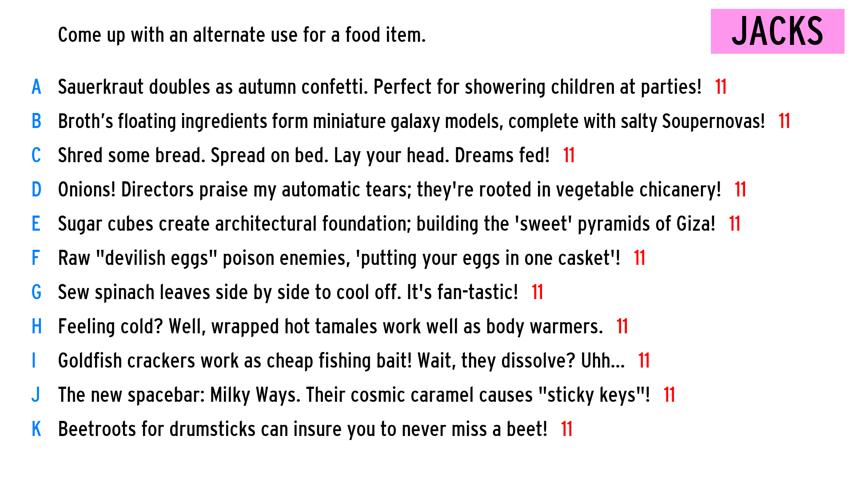 Come up with an alternate use for a food item.
JACKS
A Sauerkraut doubles as autumn confetti. Perfect for showering children at parties! 11
B Broth's floating ingredients form miniature galaxy models, complete with salty Soupernovas! 11
C Shred some bread. Spread on bed. Lay your head. Dreams fed! 11
D Onions! Directors praise my automatic tears; they're rooted in vegetable chicanery! 11
E Sugar cubes create architectural foundation; building the 'sweet' pyramids of Giza! 11
F Raw "devilish eggs" poison enemies, 'putting your eggs in one casket'! 11
G Sew spinach leaves side by side to cool off. It's fan-tastic! 11
H Feeling cold? Well, wrapped hot tamales work well as body warmers. 11
I Goldfish crackers work as cheap fishing bait! Wait, they dissolve? Uhh... 11
J The new spacebar: Milky Ways. Their cosmic caramel causes "sticky keys"! 11
K Beetroots for drumsticks can insure you to never miss a beet! 11